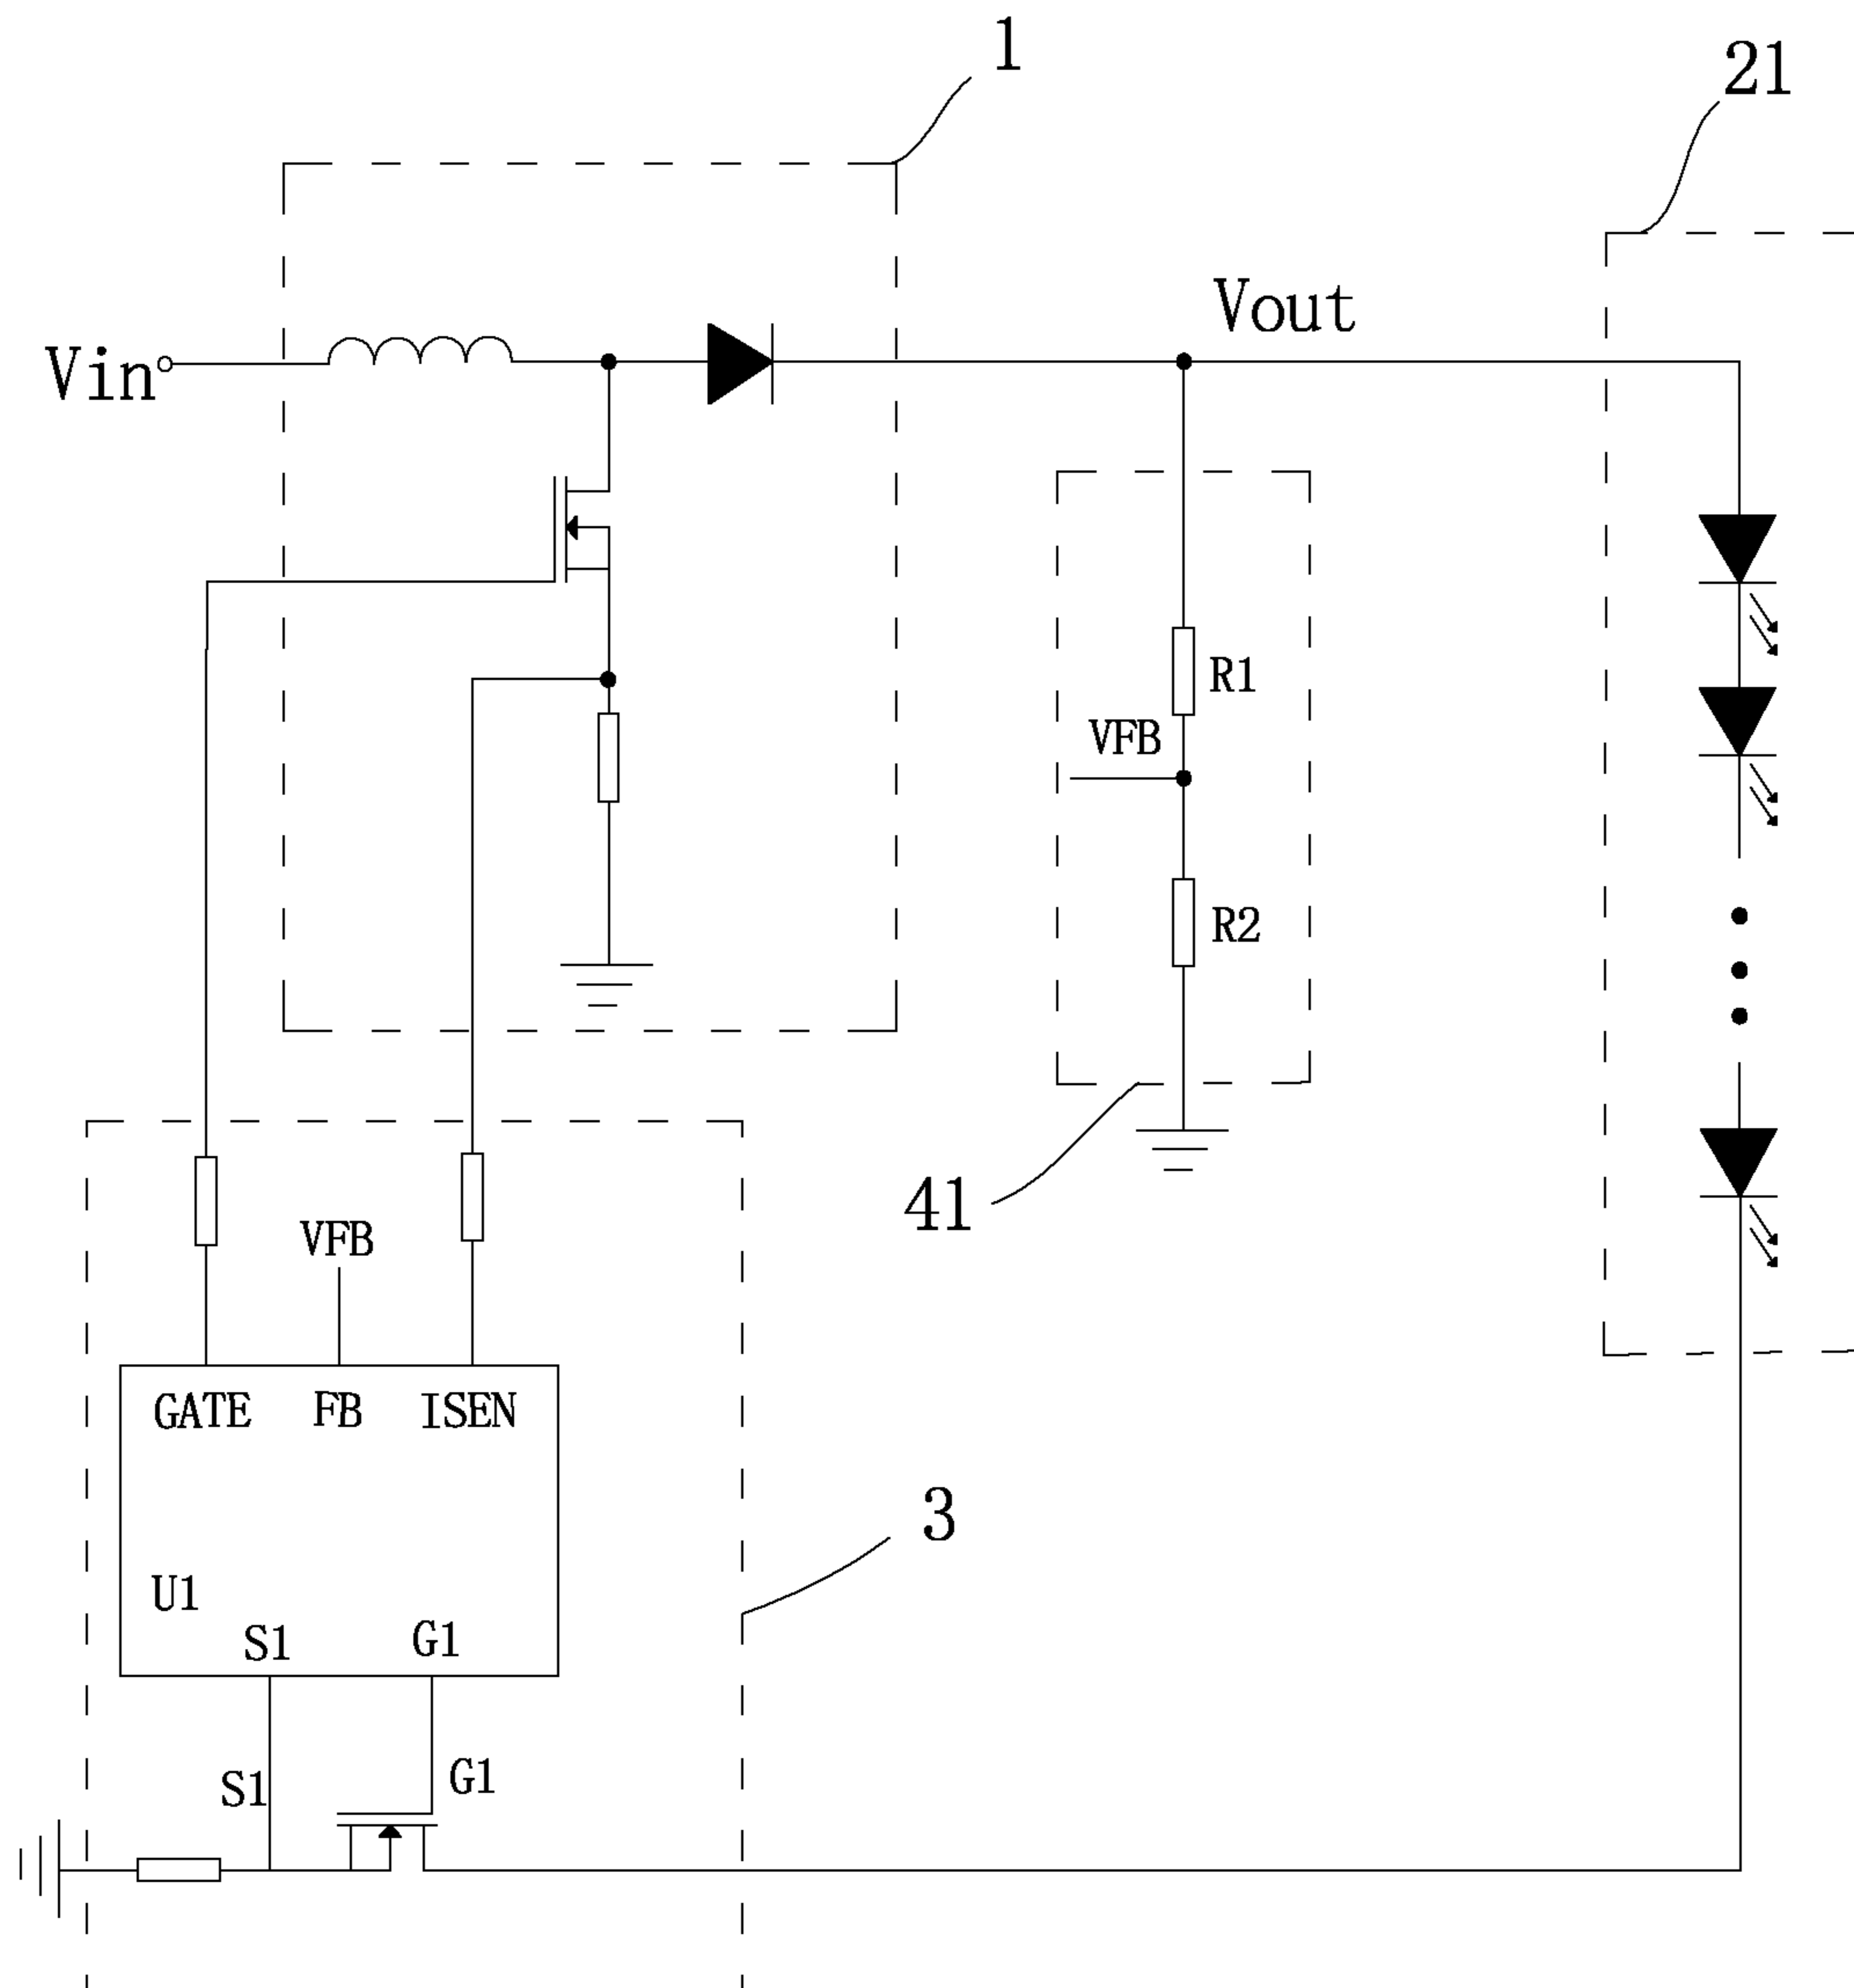 1
21
Vout
Vin
R1
VFB
R2
41
VFB
GATE FB ISEN
3
U1
S1 G1
S1 G1